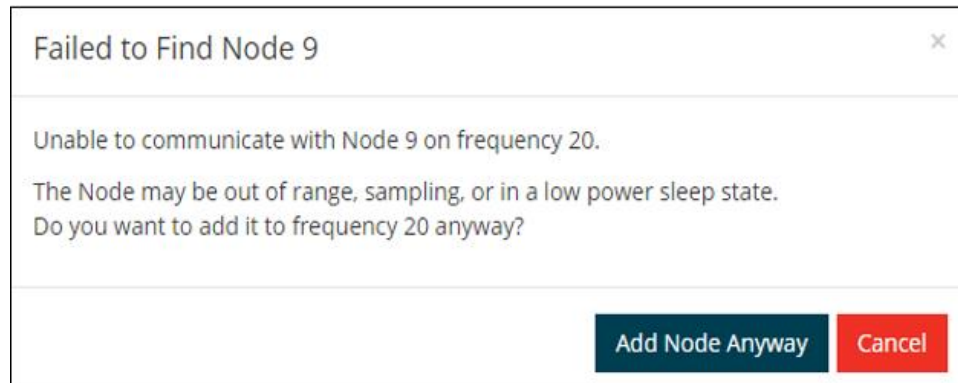 Failed to Find Node 9
×
Unable to communicate with Node 9 on frequency 20.
The Node may be out of range, sampling, or in a low power sleep state.
Do you want to add it to frequency 20 anyway?
Add Node Anyway
Cancel